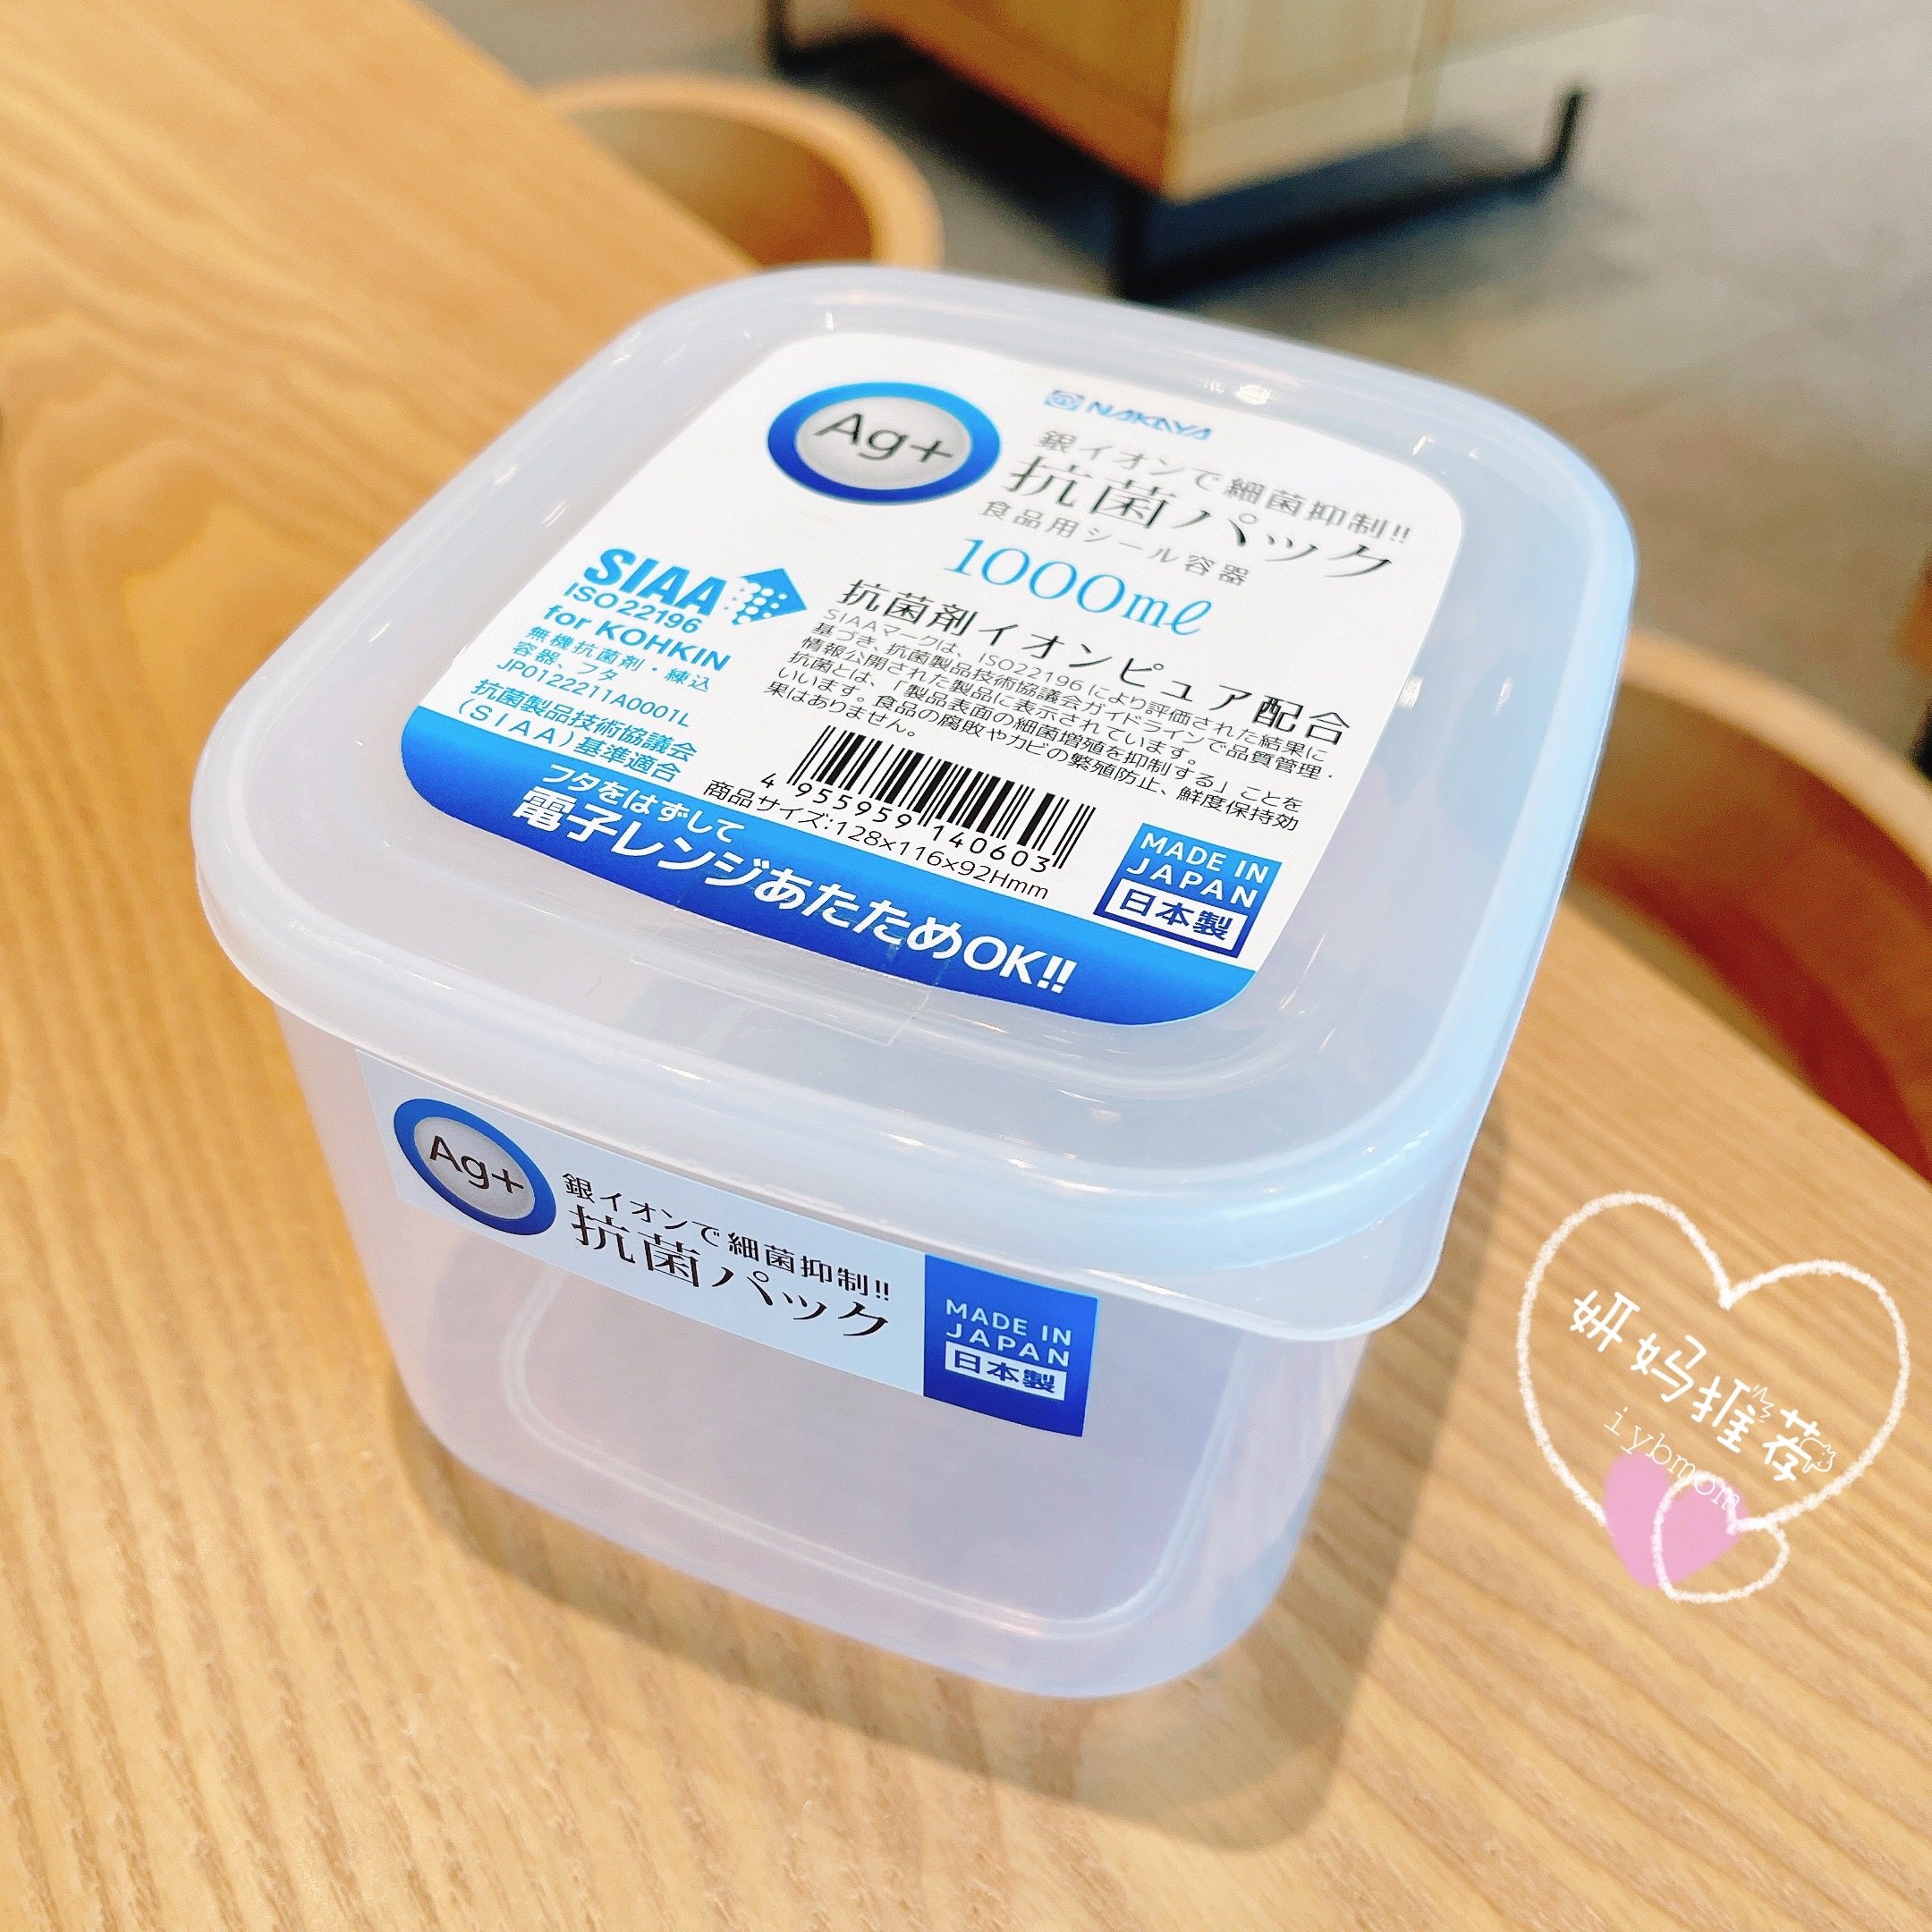 NAKAYA
Ag+
銀イオンで細菌抑制!!
抗菌パック
食品用シール容器
1000mℓ
SIAA
ISO 22196
for KOHKIN
無機抗菌剤・練込
容器、フタ
JP0122211A0001L
抗菌製品技術協議会
(SIAA)基準適合
抗菌剤イオンピュア配合
SIAAマークは、ISO22196により評価された結果に
基づき、抗菌製品技術協議会ガイドラインで品質管理・
情報公開された製品に表示されています。
抗菌とは、「製品表面の細菌増殖を抑制する」ことを
いいます。食品の腐敗やカビの繁殖防止、鮮度保持効
果はありません。
4 955959 140603
商品サイズ:128×116×92Hmm
MADE IN
JAPAN
日本製
フタをはずして
電子レンジあたためOK!!
Ag+
銀イオンで細菌抑制!!
抗菌パック
MADE IN
JAPAN
日本製
妍妈推荐
iybmom